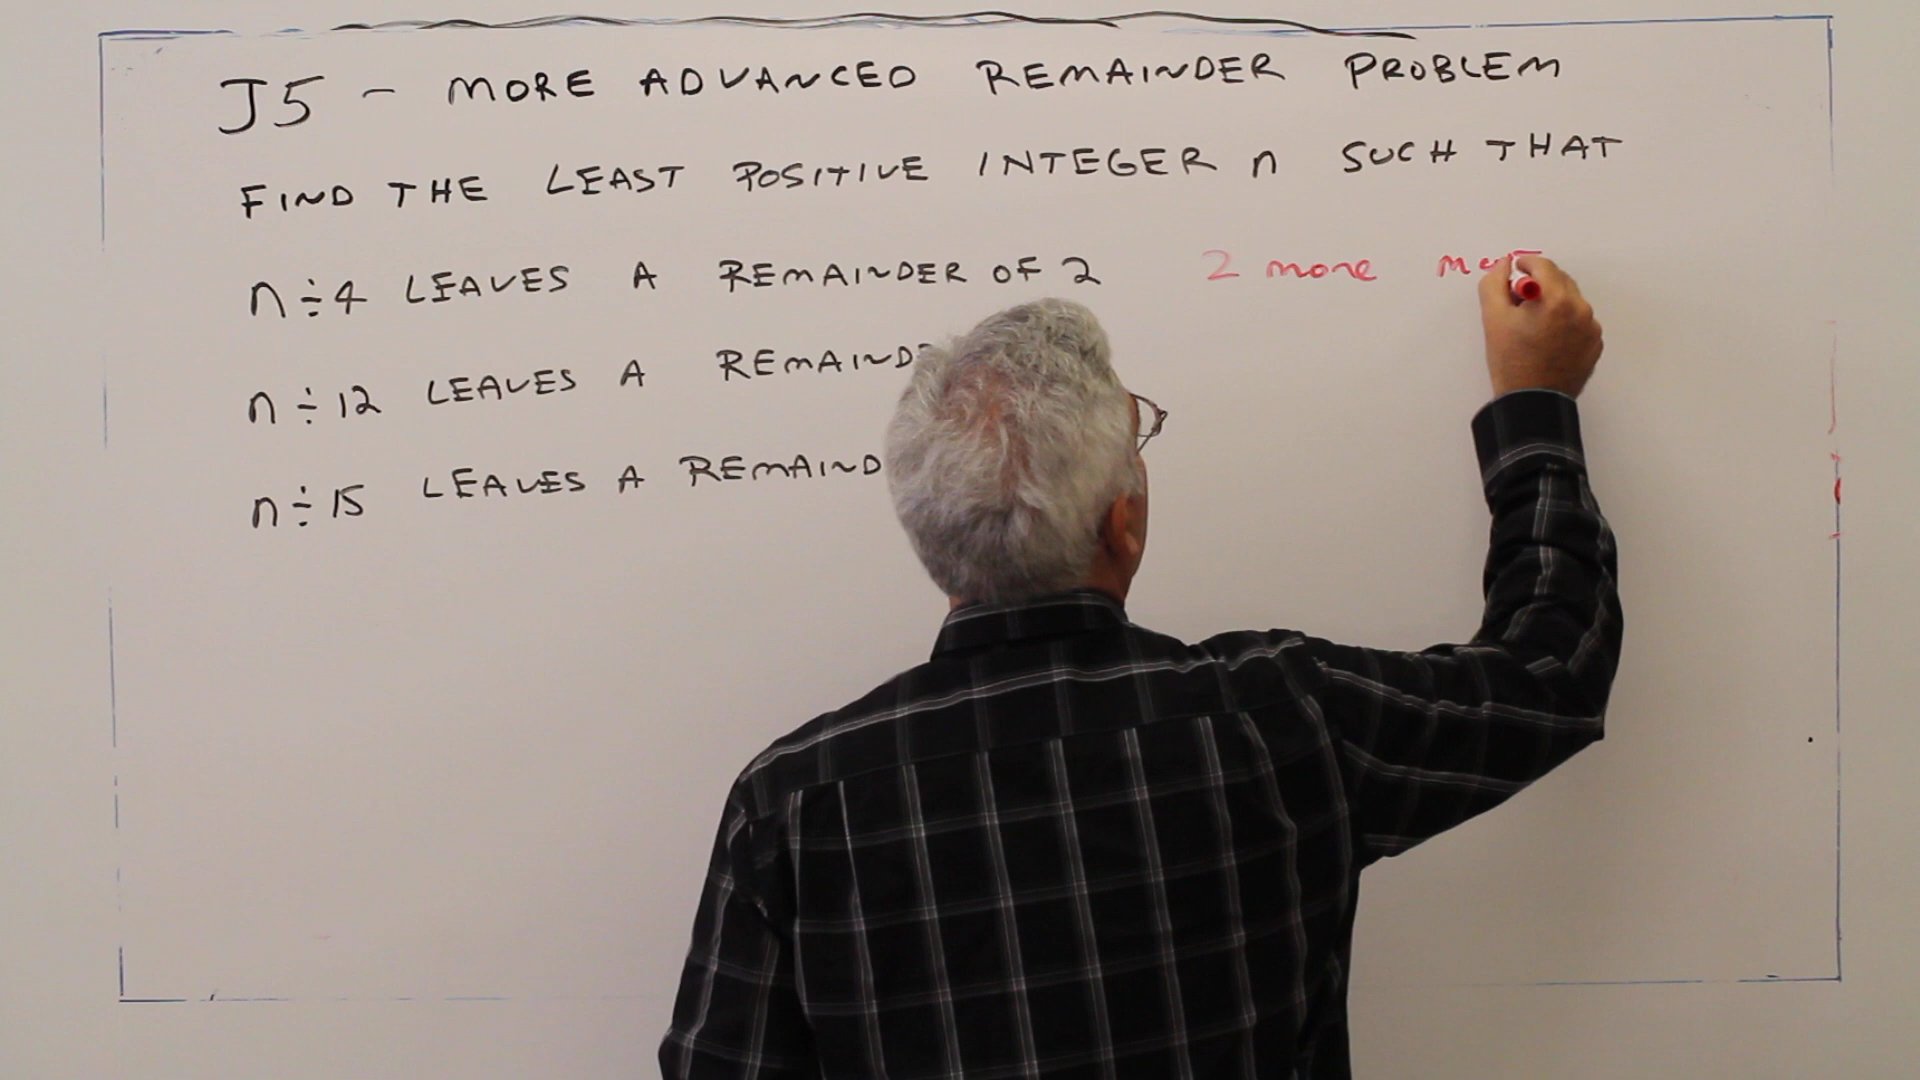 J5 - MORE ADVANCED REMAINDER PROBLEM
FIND THE LEAST POSITIVE INTEGER n SUCH THAT
n ÷ 4 LEAVES A REMAINDER OF 2 2 more
n ÷ 12 LEAVES A
n ÷ 15 LEAVES A